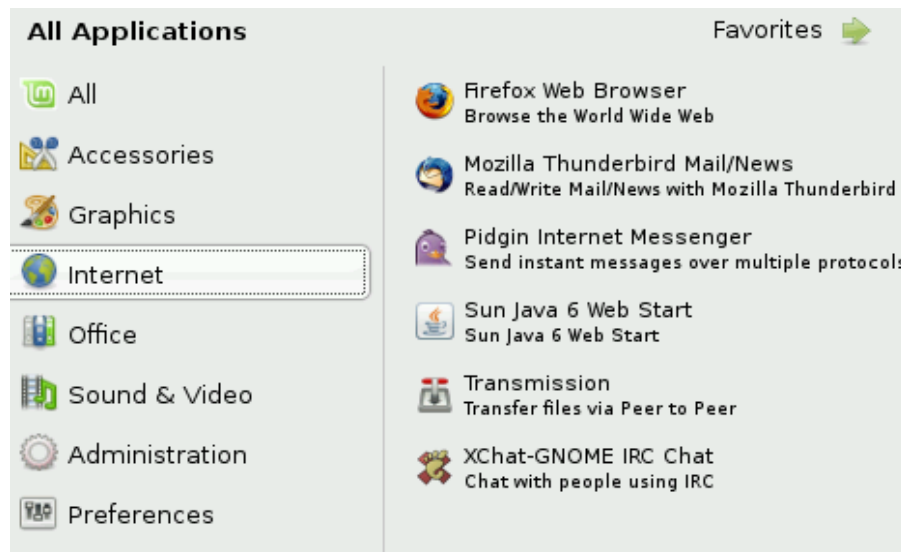 All Applications
Favorites
All
Accessories
Graphics
Internet
Office
Sound & Video
Administration
Preferences
Firefox Web Browser
Browse the World Wide Web
Mozilla Thunderbird Mail/News
Read/Write Mail/News with Mozilla Thunderbird
Pidgin Internet Messenger
Send instant messages over multiple protocols
Sun Java 6 Web Start
Sun Java 6 Web Start
Transmission
Transfer files via Peer to Peer
XChat-GNOME IRC Chat
Chat with people using IRC